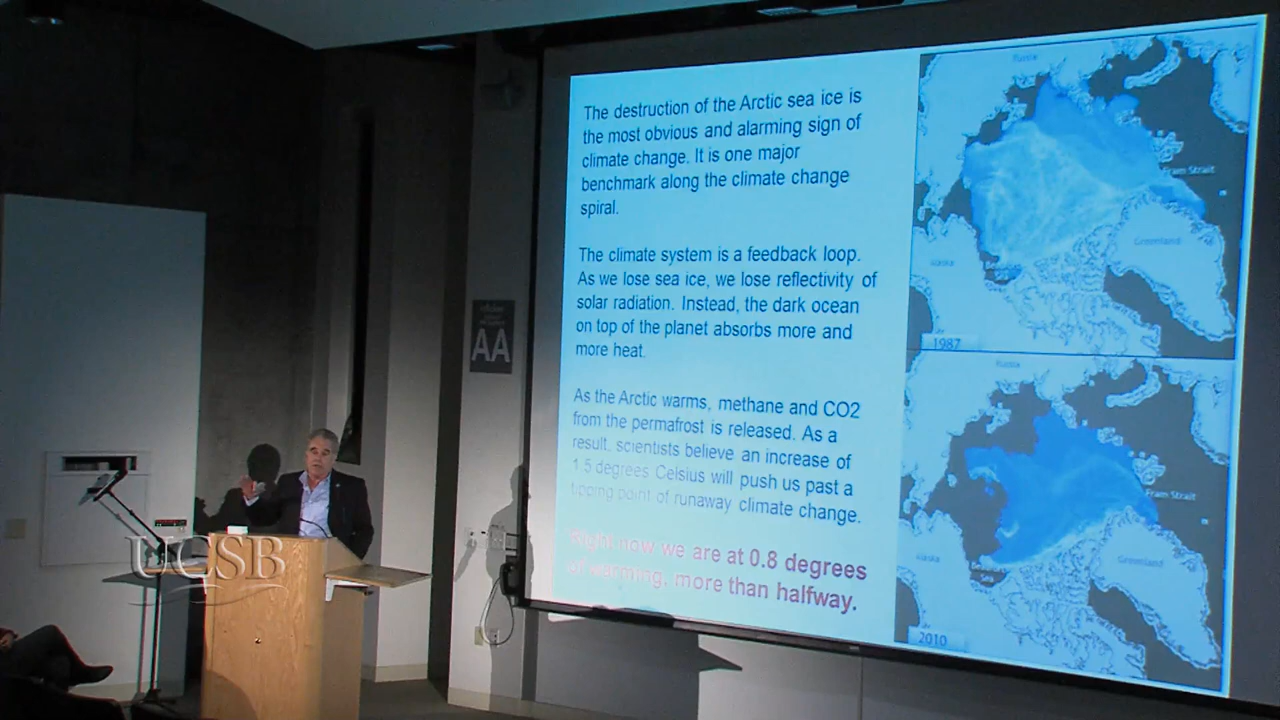 The destruction of the Arctic sea ice is
the most obvious and alarming sign of
climate change. It is one major
benchmark along the climate change
spiral.
The climate system is a feedback loop.
As we lose sea ice, we lose reflectivity of
solar radiation. Instead, the dark ocean
on top of the planet absorbs more and
more heat.
As the Arctic warms, methane and CO2
from the permafrost is released. As a
result, scientists believe an increase of
1.5 degrees Celsius will push us past a
tipping point of runaway climate change.
Right now we are at 0.8 degrees
of warming, more than halfway.
Russia
Fram Strait
Greenland
Alaska
1987
Russia
Fram Strait
Greenland
Alaska
Sea
2010
AA
UCSB